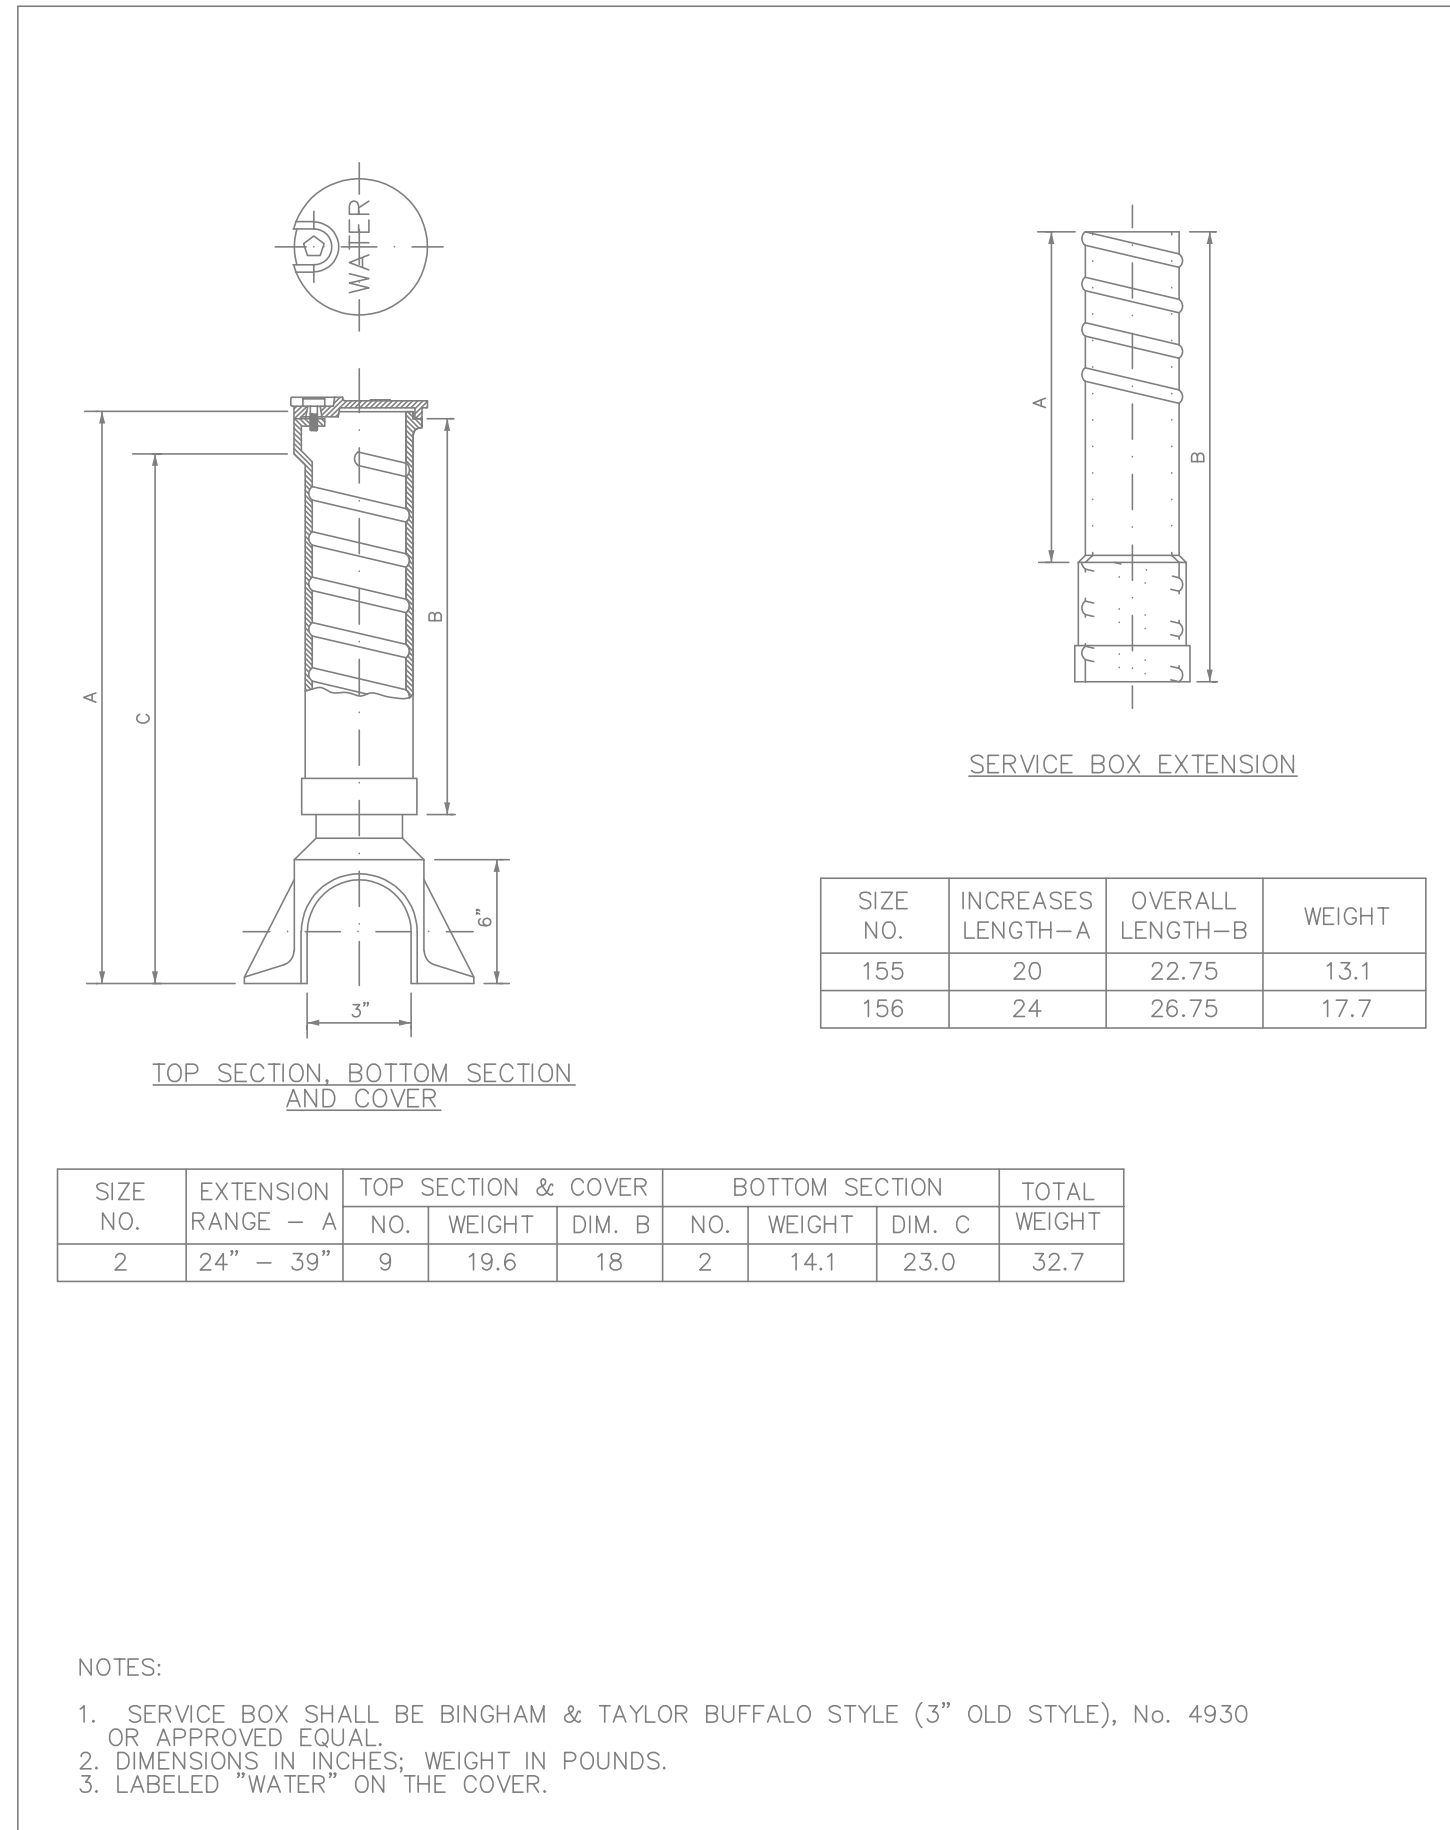 WATER
A
C
B
6"
3"
TOP SECTION, BOTTOM SECTION
AND COVER
A
B
SERVICE BOX EXTENSION
SIZE NO. INCREASES LENGTH-A OVERALL LENGTH-B WEIGHT
155 20 22.75 13.1
156 24 26.75 17.7
SIZE NO. EXTENSION RANGE - A TOP SECTION & COVER BOTTOM SECTION TOTAL WEIGHT
NO. WEIGHT DIM. B NO. WEIGHT DIM. C
2 24" - 39" 9 19.6 18 2 14.1 23.0 32.7
NOTES:
1. SERVICE BOX SHALL BE BINGHAM & TAYLOR BUFFALO STYLE (3" OLD STYLE), No. 4930
OR APPROVED EQUAL.
2. DIMENSIONS IN INCHES; WEIGHT IN POUNDS.
3. LABELED "WATER" ON THE COVER.